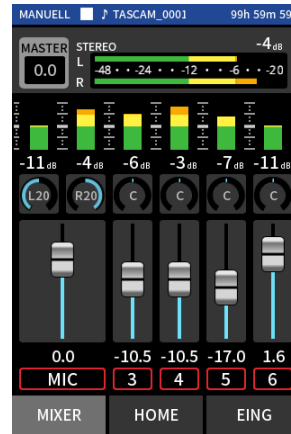 MANUELL ♪ TASCAM_0001 99h 59m 59
MASTER STEREO -4dB
0.0 L
-48 · · -24 · · -12 · · -6 · · -20
R
-11dB -4dB -6dB -3dB -7dB -11dB
L20 R20 C C C C
0.0 -10.5 -10.5 -17.0 1.6
MIC 3 4 5 6
MIXER HOME EING